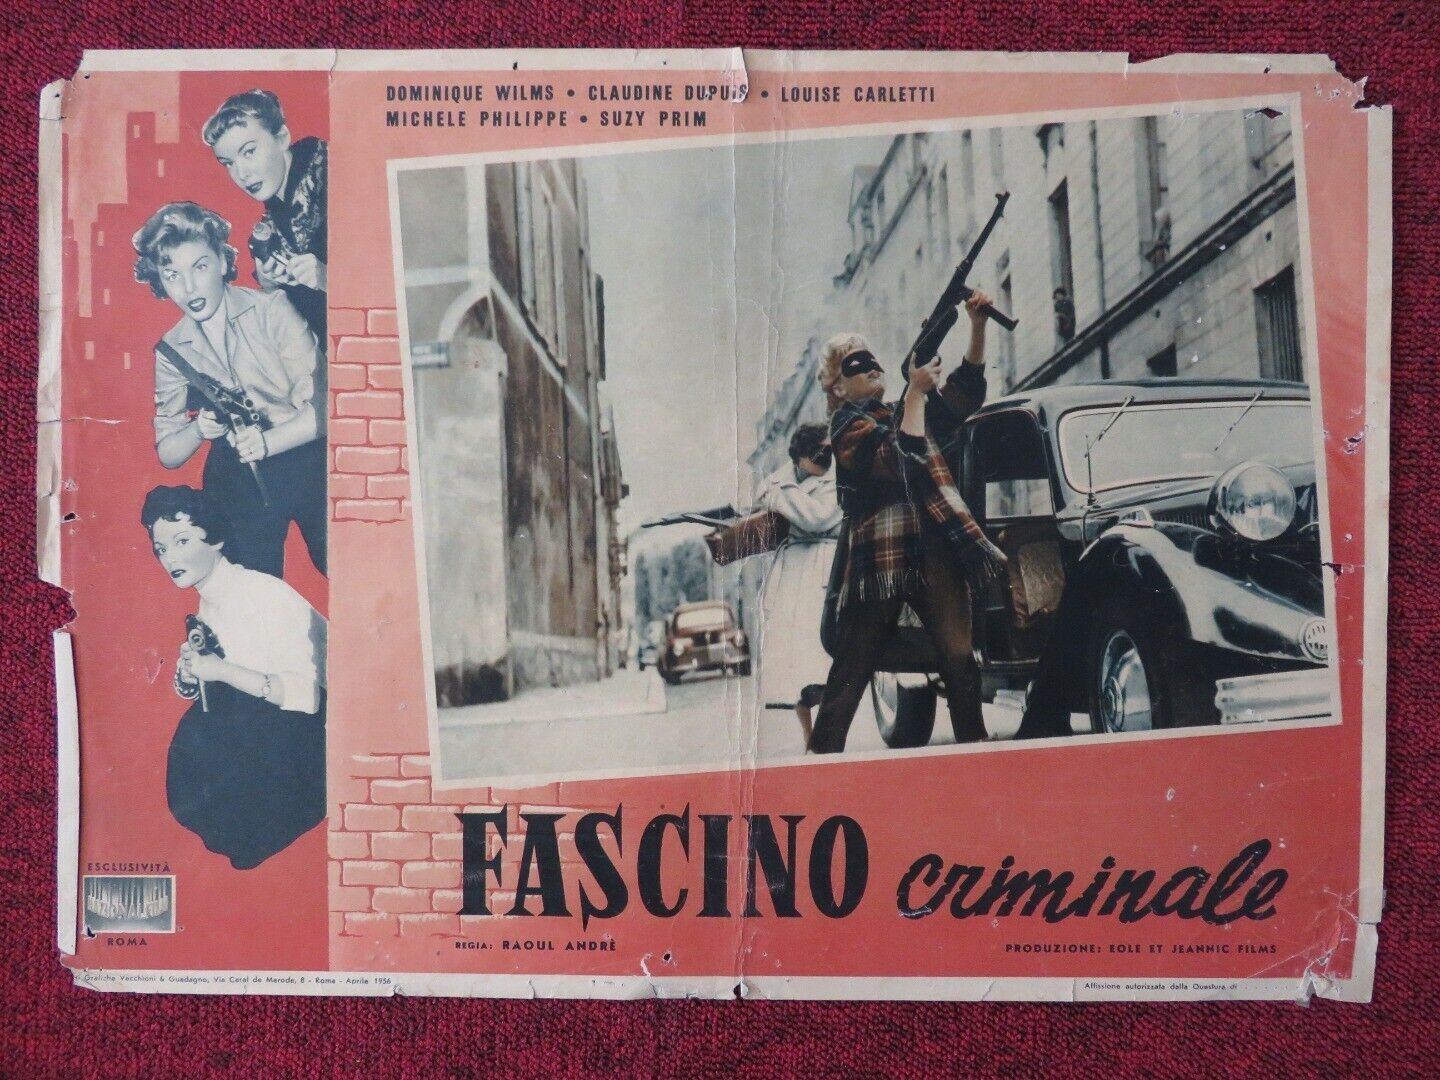 DOMINIQUE WILMS • CLAUDINE DUPUIS • LOUISE CARLETTI
MICHELE PHILIPPE • SUZY PRIM
FASCINO criminale
REGIA: RAOUL ANDRÈ
PRODUZIONE: EOLE ET JEANNIC FILMS
ESCLUSIVITÀ
ROMA
Grafiche Vecchioni & Guadagno, Via Catel de Merode, 8 - Roma - Aprile 1956
Affissione autorizzata dalla Questura di